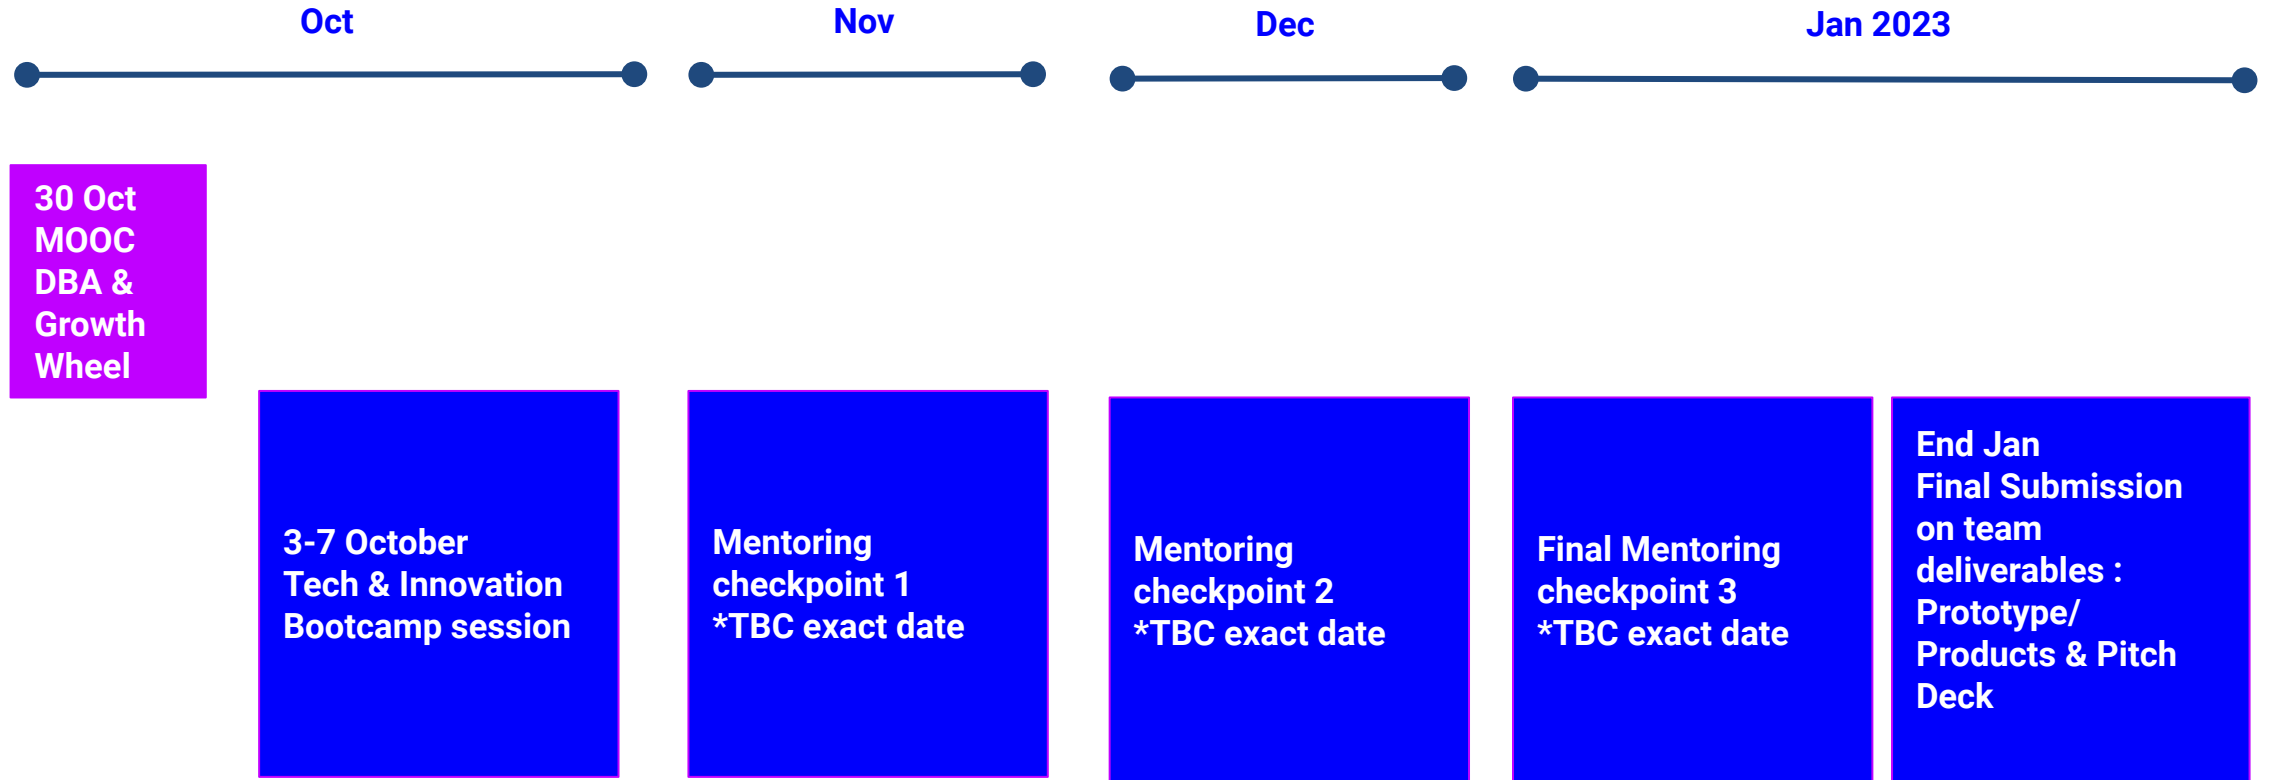 Oct
Nov
Dec
Jan 2023
30 Oct
MOOC
DBA &
Growth
Wheel
3-7 October
Tech & Innovation
Bootcamp session
Mentoring
checkpoint 1
*TBC exact date
Mentoring
checkpoint 2
*TBC exact date
Final Mentoring
checkpoint 3
*TBC exact date
End Jan
Final Submission
on team
deliverables :
Prototype/
Products & Pitch
Deck